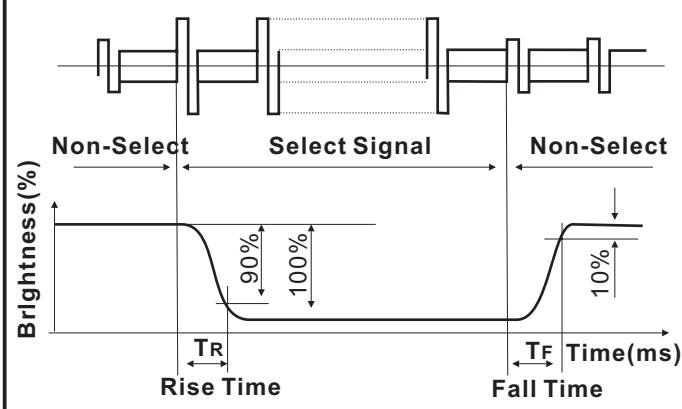 Non-Select Select Signal Non-Select
BrIghtness(%)
90%
100%
10%
TR TF Time(ms)
Rise Time Fall Time